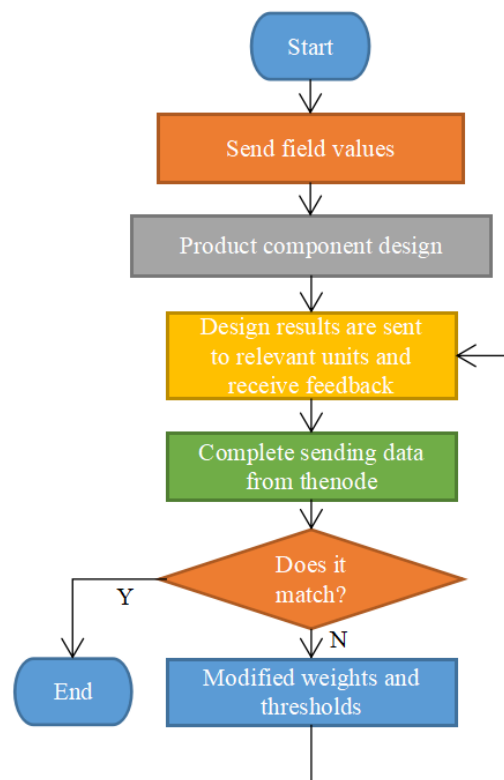 Start
Send field values
Product component design
Design results are sent
to relevant units and
receive feedback
Complete sending data
from thenode
Does it
match?
Y
N
End
Modified weights and
thresholds